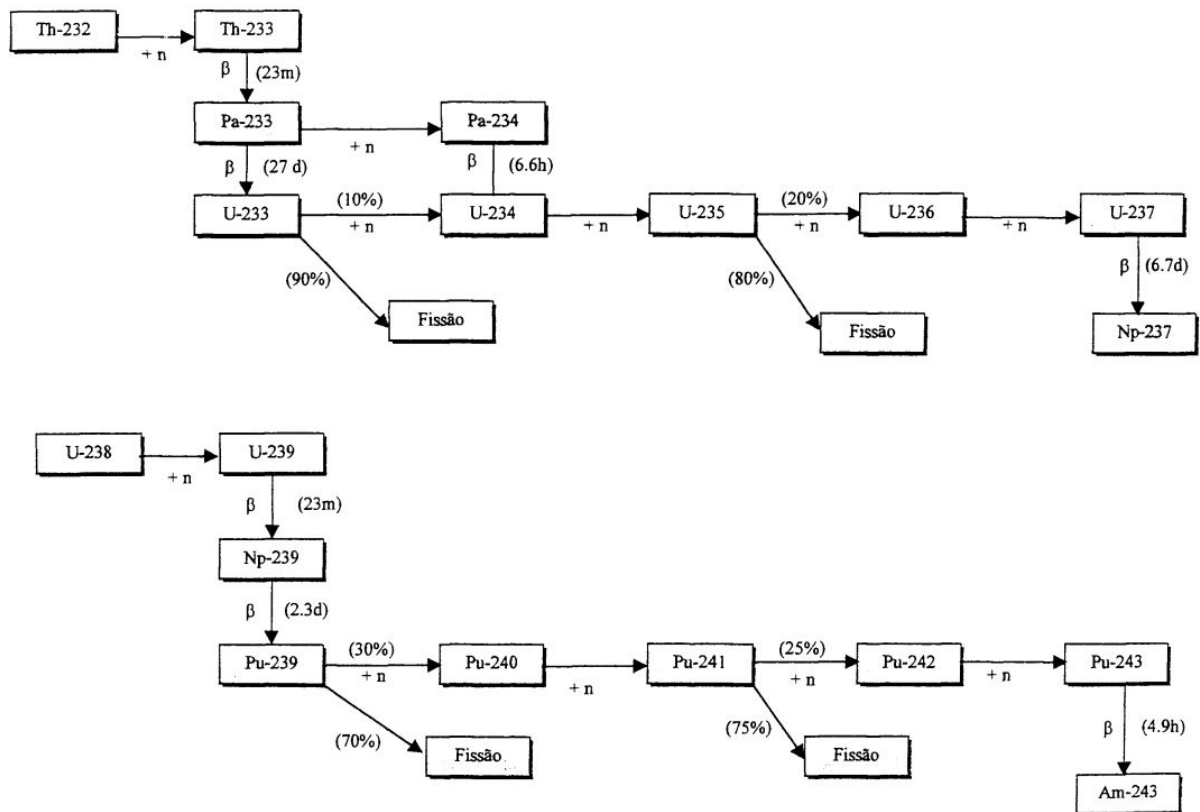 Th-232
Th-233
+ n
β (23m)
Pa-233
Pa-234
+ n
β (27 d)
β (6.6h)
U-233
(10%)
+ n
U-234
+ n
U-235
(20%)
+ n
U-236
+ n
U-237
(90%)
Fissão
(80%)
Fissão
β (6.7d)
Np-237
U-238
U-239
+ n
β (23m)
Np-239
β (2.3d)
Pu-239
(30%)
+ n
Pu-240
+ n
Pu-241
(25%)
+ n
Pu-242
+ n
Pu-243
(70%)
Fissão
(75%)
Fissão
β (4.9h)
Am-243